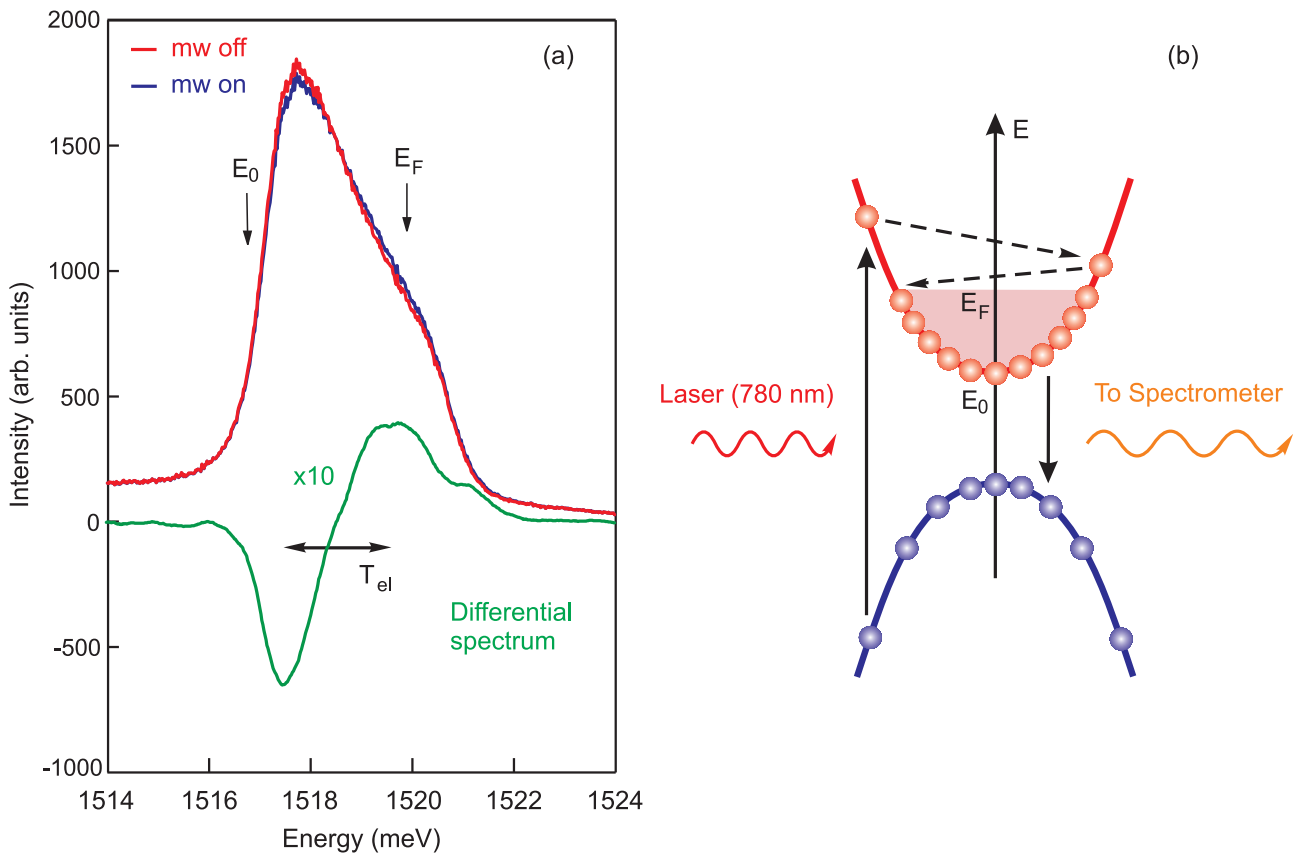 2000
1500
1000
500
0
-500
-1000
Intensity (arb. units)
mw off
mw on
(a)
E0
EF
x10
Tel
Differential
spectrum
1514
1516
1518
1520
1522
1524
Energy (meV)
(b)
E
EF
E0
Laser (780 nm)
To Spectrometer